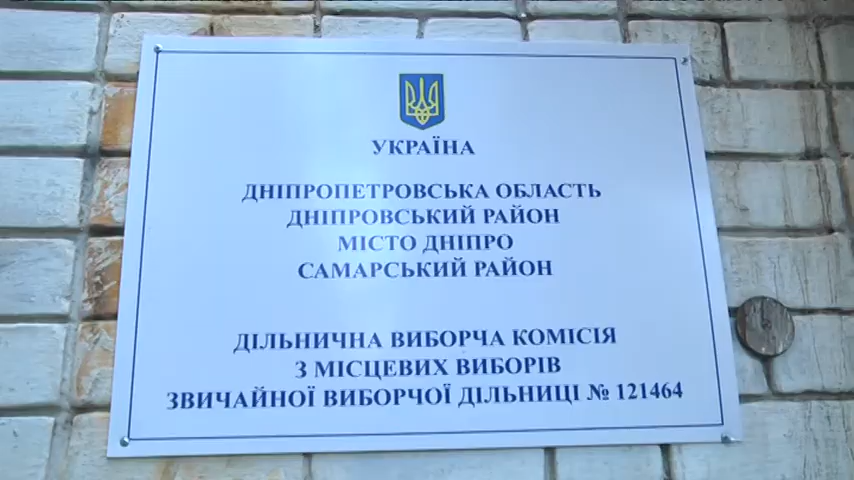 УКРАЇНА
ДНІПРОПЕТРОВСЬКА ОБЛАСТЬ
ДНІПРОВСЬКИЙ РАЙОН
МІСТО ДНІПРО
САМАРСЬКИЙ РАЙОН
ДІЛЬНИЧНА ВИБОРЧА КОМІСІЯ
З МІСЦЕВИХ ВИБОРІВ
ЗВИЧАЙНОЇ ВИБОРЧОЇ ДІЛЬНИЦІ № 121464